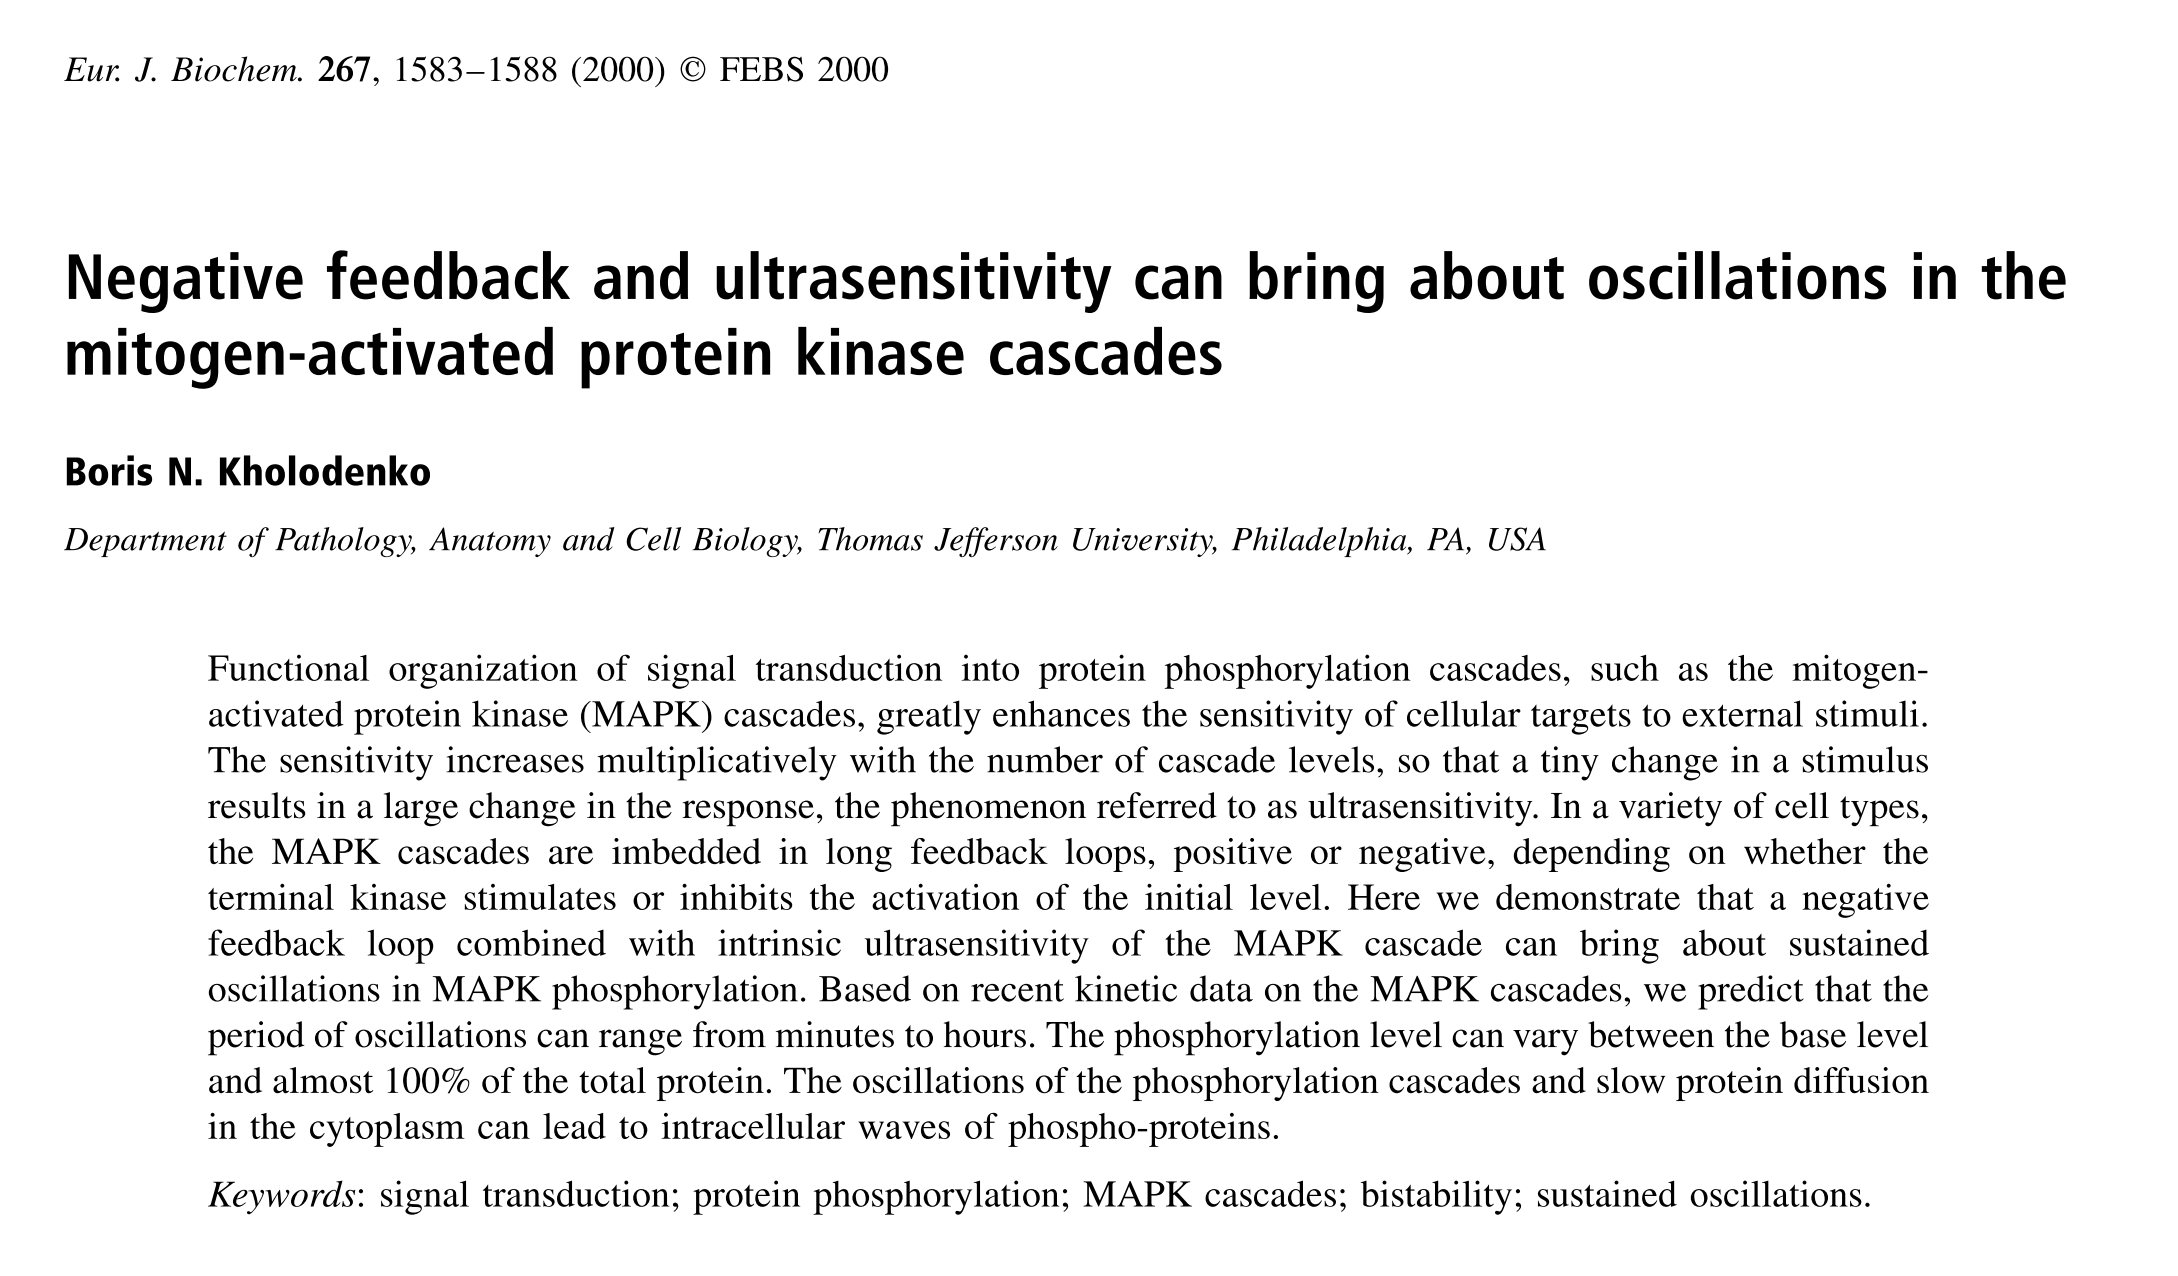 Eur. J. Biochem. 267, 1583–1588 (2000) © FEBS 2000
Negative feedback and ultrasensitivity can bring about oscillations in the
mitogen-activated protein kinase cascades
Boris N. Kholodenko
Department of Pathology, Anatomy and Cell Biology, Thomas Jefferson University, Philadelphia, PA, USA
Functional organization of signal transduction into protein phosphorylation cascades, such as the mitogen-
activated protein kinase (MAPK) cascades, greatly enhances the sensitivity of cellular targets to external stimuli.
The sensitivity increases multiplicatively with the number of cascade levels, so that a tiny change in a stimulus
results in a large change in the response, the phenomenon referred to as ultrasensitivity. In a variety of cell types,
the MAPK cascades are imbedded in long feedback loops, positive or negative, depending on whether the
terminal kinase stimulates or inhibits the activation of the initial level. Here we demonstrate that a negative
feedback loop combined with intrinsic ultrasensitivity of the MAPK cascade can bring about sustained
oscillations in MAPK phosphorylation. Based on recent kinetic data on the MAPK cascades, we predict that the
period of oscillations can range from minutes to hours. The phosphorylation level can vary between the base level
and almost 100% of the total protein. The oscillations of the phosphorylation cascades and slow protein diffusion
in the cytoplasm can lead to intracellular waves of phospho-proteins.
Keywords: signal transduction; protein phosphorylation; MAPK cascades; bistability; sustained oscillations.